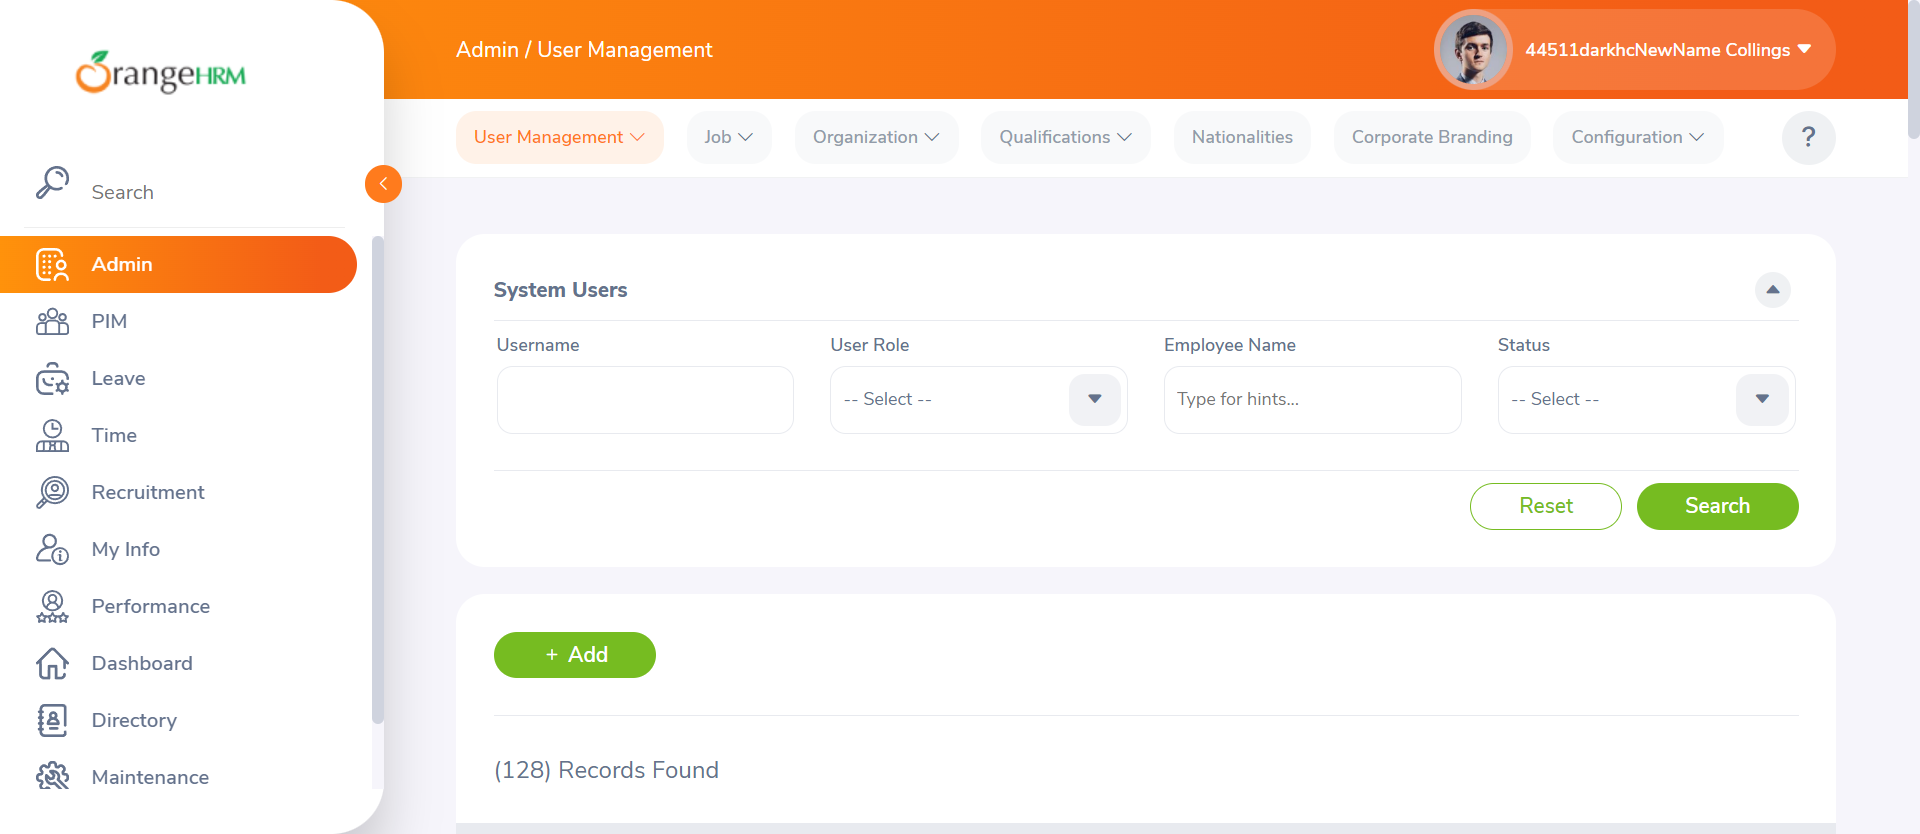 OrangeHRM
Admin / User Management
44511darkhcNewName Collings
User Management
Job
Organization
Qualifications
Nationalities
Corporate Branding
Configuration
?
Search
Admin
PIM
Leave
Time
Recruitment
My Info
Performance
Dashboard
Directory
Maintenance
System Users
Username
User Role
Employee Name
Status
-- Select --
Type for hints...
-- Select --
Reset
Search
+ Add
(128) Records Found